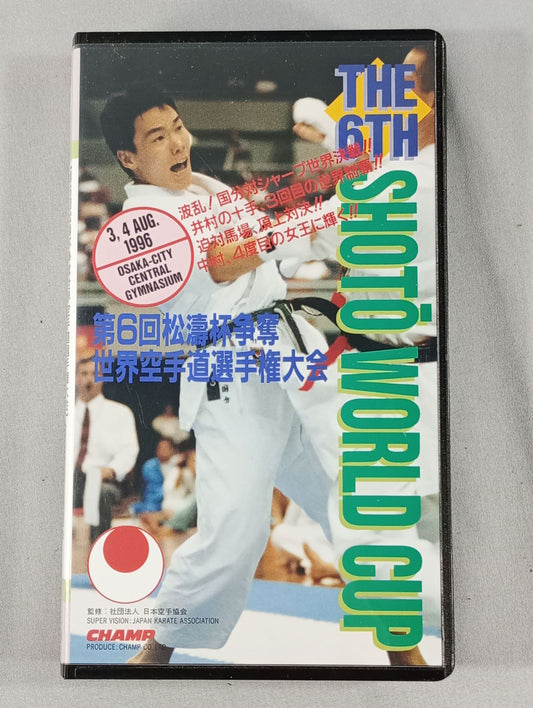 THE
6TH
SHOTŌ WORLD CUP
波乱!国分対シャープ世界決戦!!
井村の十手、3回目の世界制覇!!
迫対馬場、頂上対決!!
中村、4度目の女王に輝く!!
3, 4 AUG.
1996
OSAKA-CITY
CENTRAL
GYMNASIUM
第6回松濤杯争奪
世界空手道選手権大会
監修:社団法人 日本空手協会
SUPER VISION: JAPAN KARATE ASSOCIATION
CHAMP
PRODUCE: CHAMP CO.,LTD